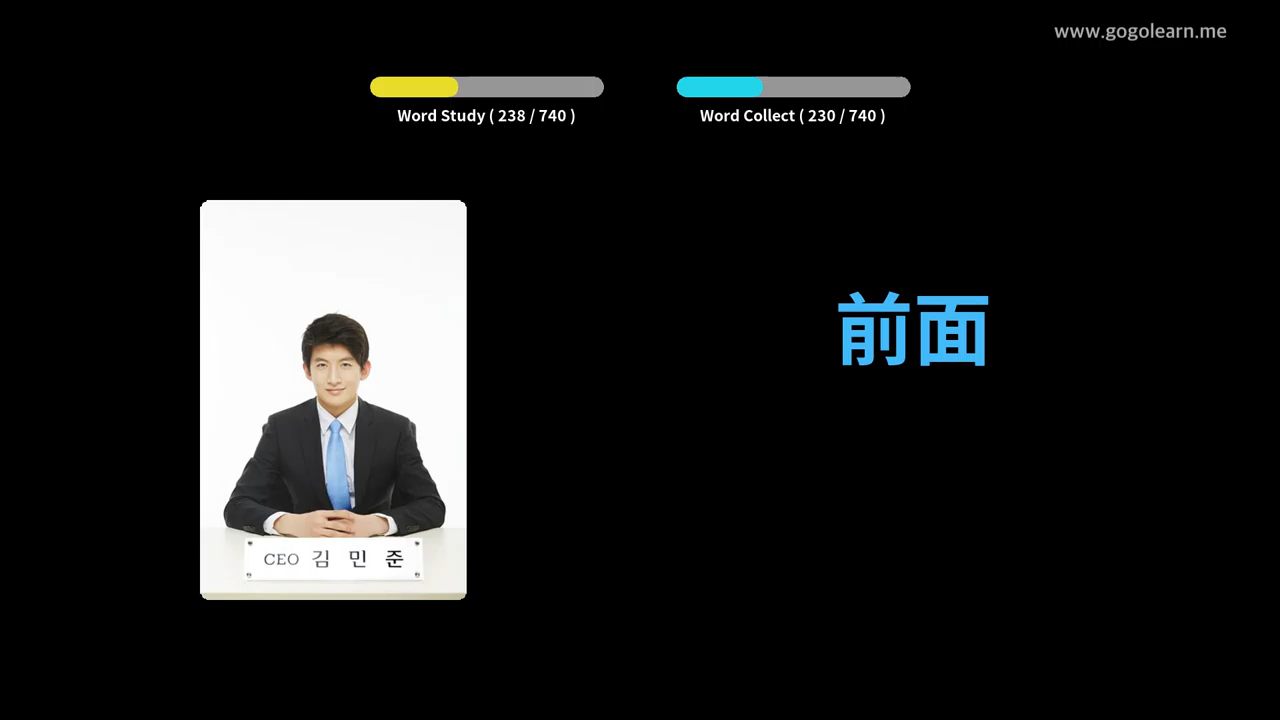 www.gogolearn.me
Word Study ( 238 / 740 )
Word Collect ( 230 / 740 )
前面
CEO 김 민 준